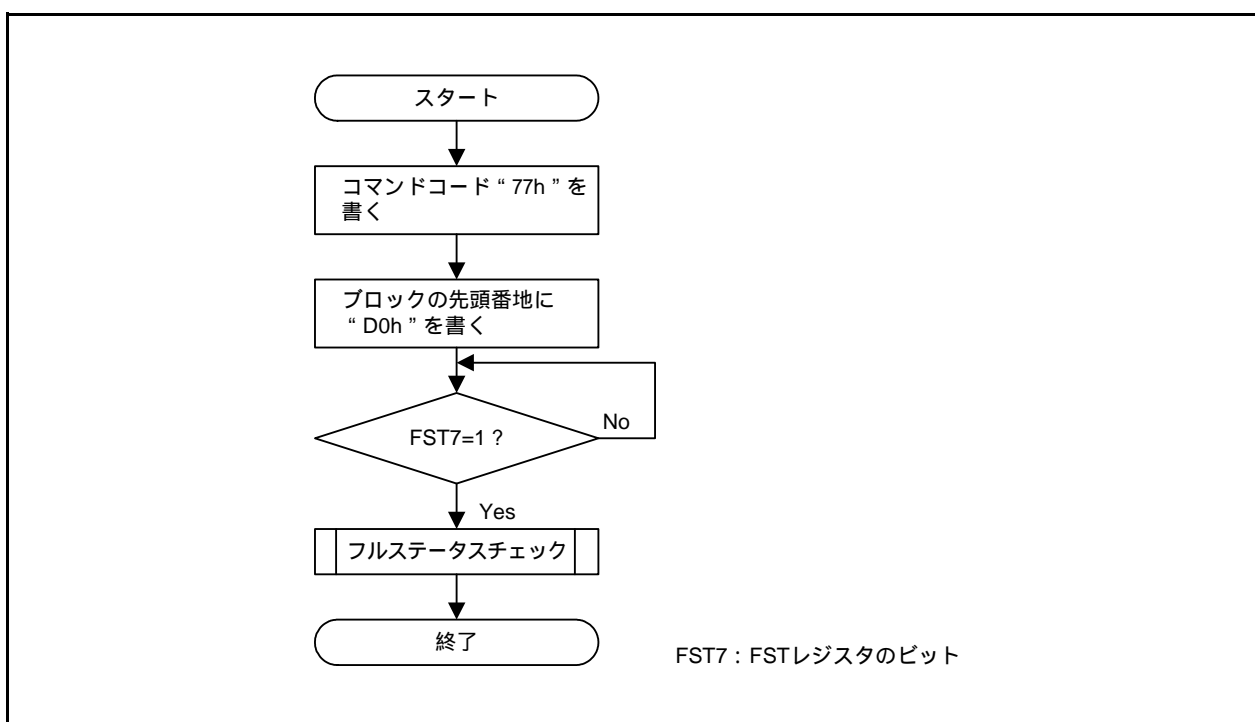 スタート
コマンドコード“77h”を
書く
ブロックの先頭番地に
“D0h”を書く
FST7=1 ?
No
Yes
フルステータスチェック
終了
FST7 : FSTレジスタのビット